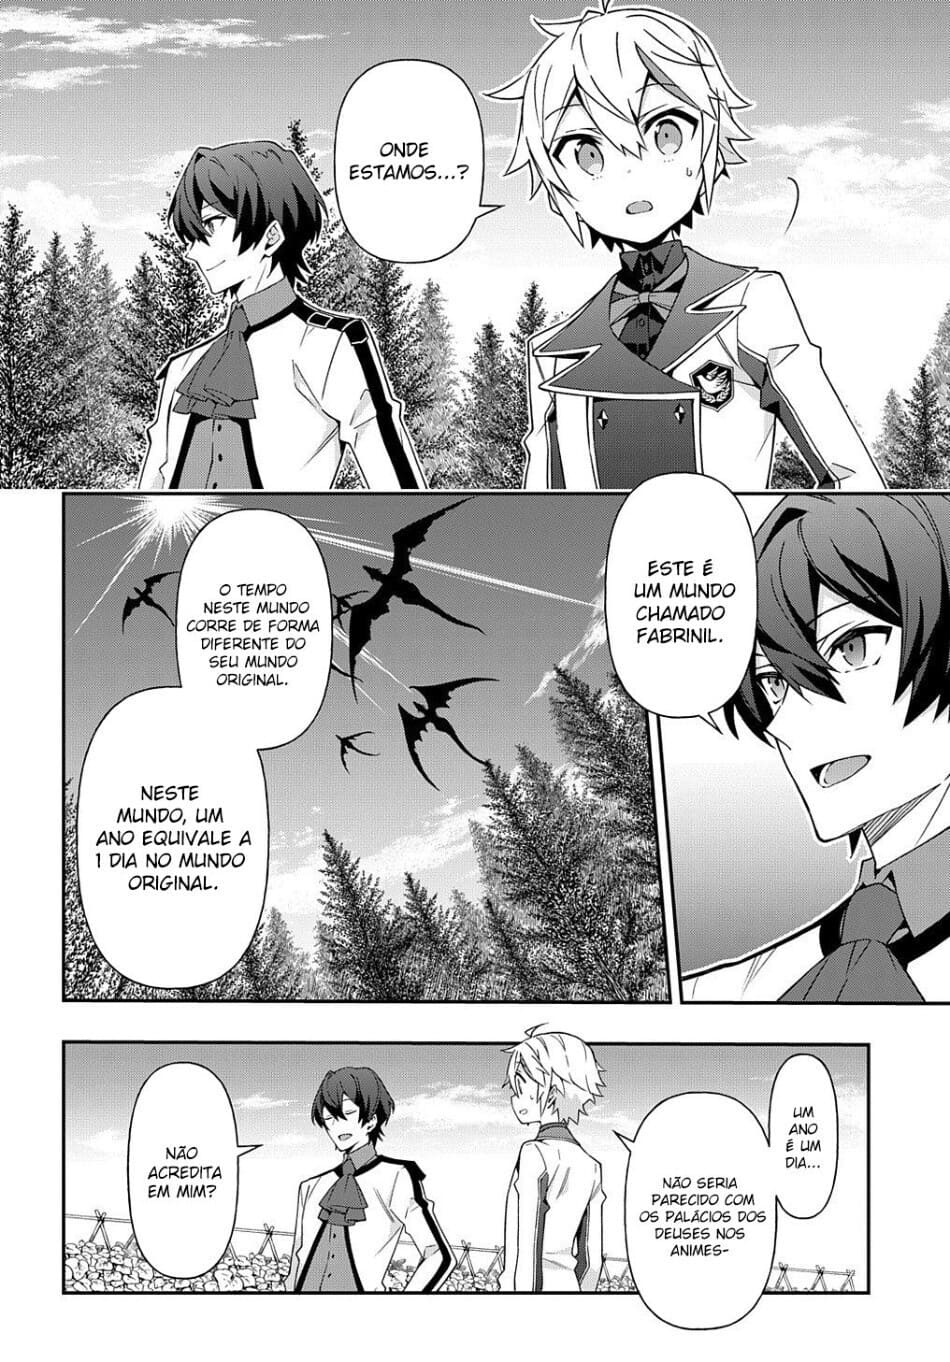 ONDE
ESTAMOS...?
ESTE É
UM MUNDO
CHAMADO
FABRINIL.
O TEMPO
NESTE MUNDO
CORRE DE FORMA
DIFERENTE DO
SEU MUNDO
ORIGINAL.
NESTE
MUNDO, UM
ANO EQUIVALE A
1 DIA NO MUNDO
ORIGINAL.
UM
ANO
É UM
DIA...
NÃO SERIA
PARECIDO COM
OS PALÁCIOS DOS
DEUSES NOS
ANIMES-
NÃO
ACREDITA
EM MIM?